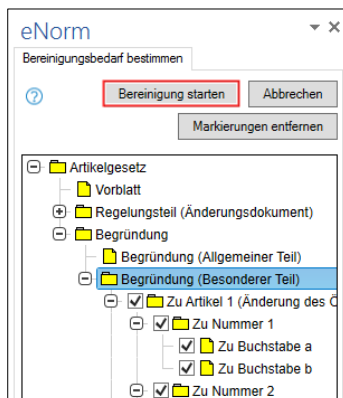 eNorm
Bereinigungsbedarf bestimmen
Bereinigung starten Abbrechen
Markierungen entfernen
Artikelgesetz
Vorblatt
Regelungsteil (Änderungsdokument)
Begründung
Begründung (Allgemeiner Teil)
Begründung (Besonderer Teil)
Zu Artikel 1 (Änderung des Ö
Zu Nummer 1
Zu Buchstabe a
Zu Buchstabe b
Zu Nummer 2